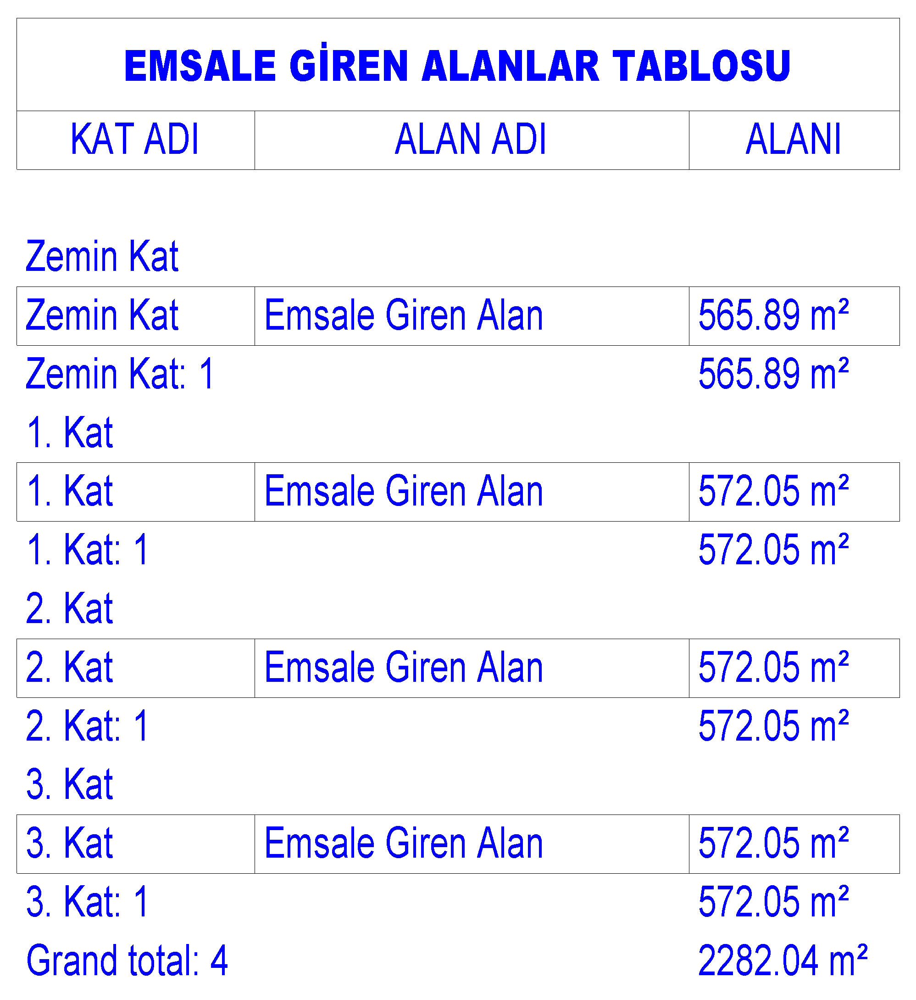 EMSALE GİREN ALANLAR TABLOSU
KAT ADI ALAN ADI ALANI
Zemin Kat
Zemin Kat Emsale Giren Alan 565.89 m²
Zemin Kat: 1 565.89 m²
1. Kat
1. Kat Emsale Giren Alan 572.05 m²
1. Kat: 1 572.05 m²
2. Kat
2. Kat Emsale Giren Alan 572.05 m²
2. Kat: 1 572.05 m²
3. Kat
3. Kat Emsale Giren Alan 572.05 m²
3. Kat: 1 572.05 m²
Grand total: 4 2282.04 m²